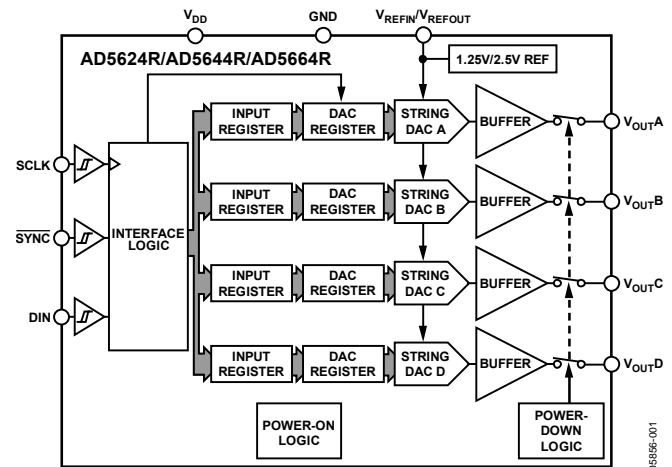 VDD
GND
VREFIN/VREFOUT
AD5624R/AD5644R/AD5664R
1.25V/2.5V REF
INPUT
REGISTER
DAC
REGISTER
STRING
DAC A
BUFFER
VOUTA
SCLK
INPUT
REGISTER
DAC
REGISTER
STRING
DAC B
BUFFER
VOUTB
SYNC
INTERFACE
LOGIC
INPUT
REGISTER
DAC
REGISTER
STRING
DAC C
BUFFER
VOUTC
DIN
INPUT
REGISTER
DAC
REGISTER
STRING
DAC D
BUFFER
VOUTD
POWER-ON
LOGIC
POWER-
DOWN
LOGIC
5856-001